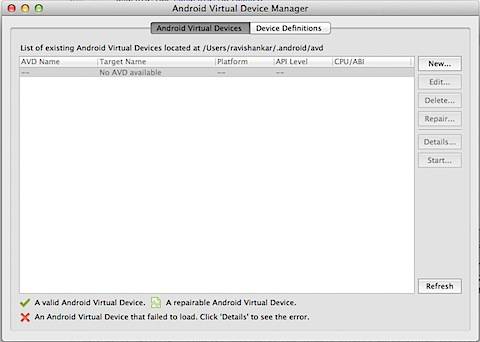 Android Virtual Device Manager
Android Virtual Devices Device Definitions
List of existing Android Virtual Devices located at /Users/ravishankar/.android/avd
AVD Name Target Name Platform API Level CPU/ABI
-- No AVD available -- --
New...
Edit...
Delete...
Repair...
Details...
Start...
Refresh
A valid Android Virtual Device. A repairable Android Virtual Device.
An Android Virtual Device that failed to load. Click 'Details' to see the error.